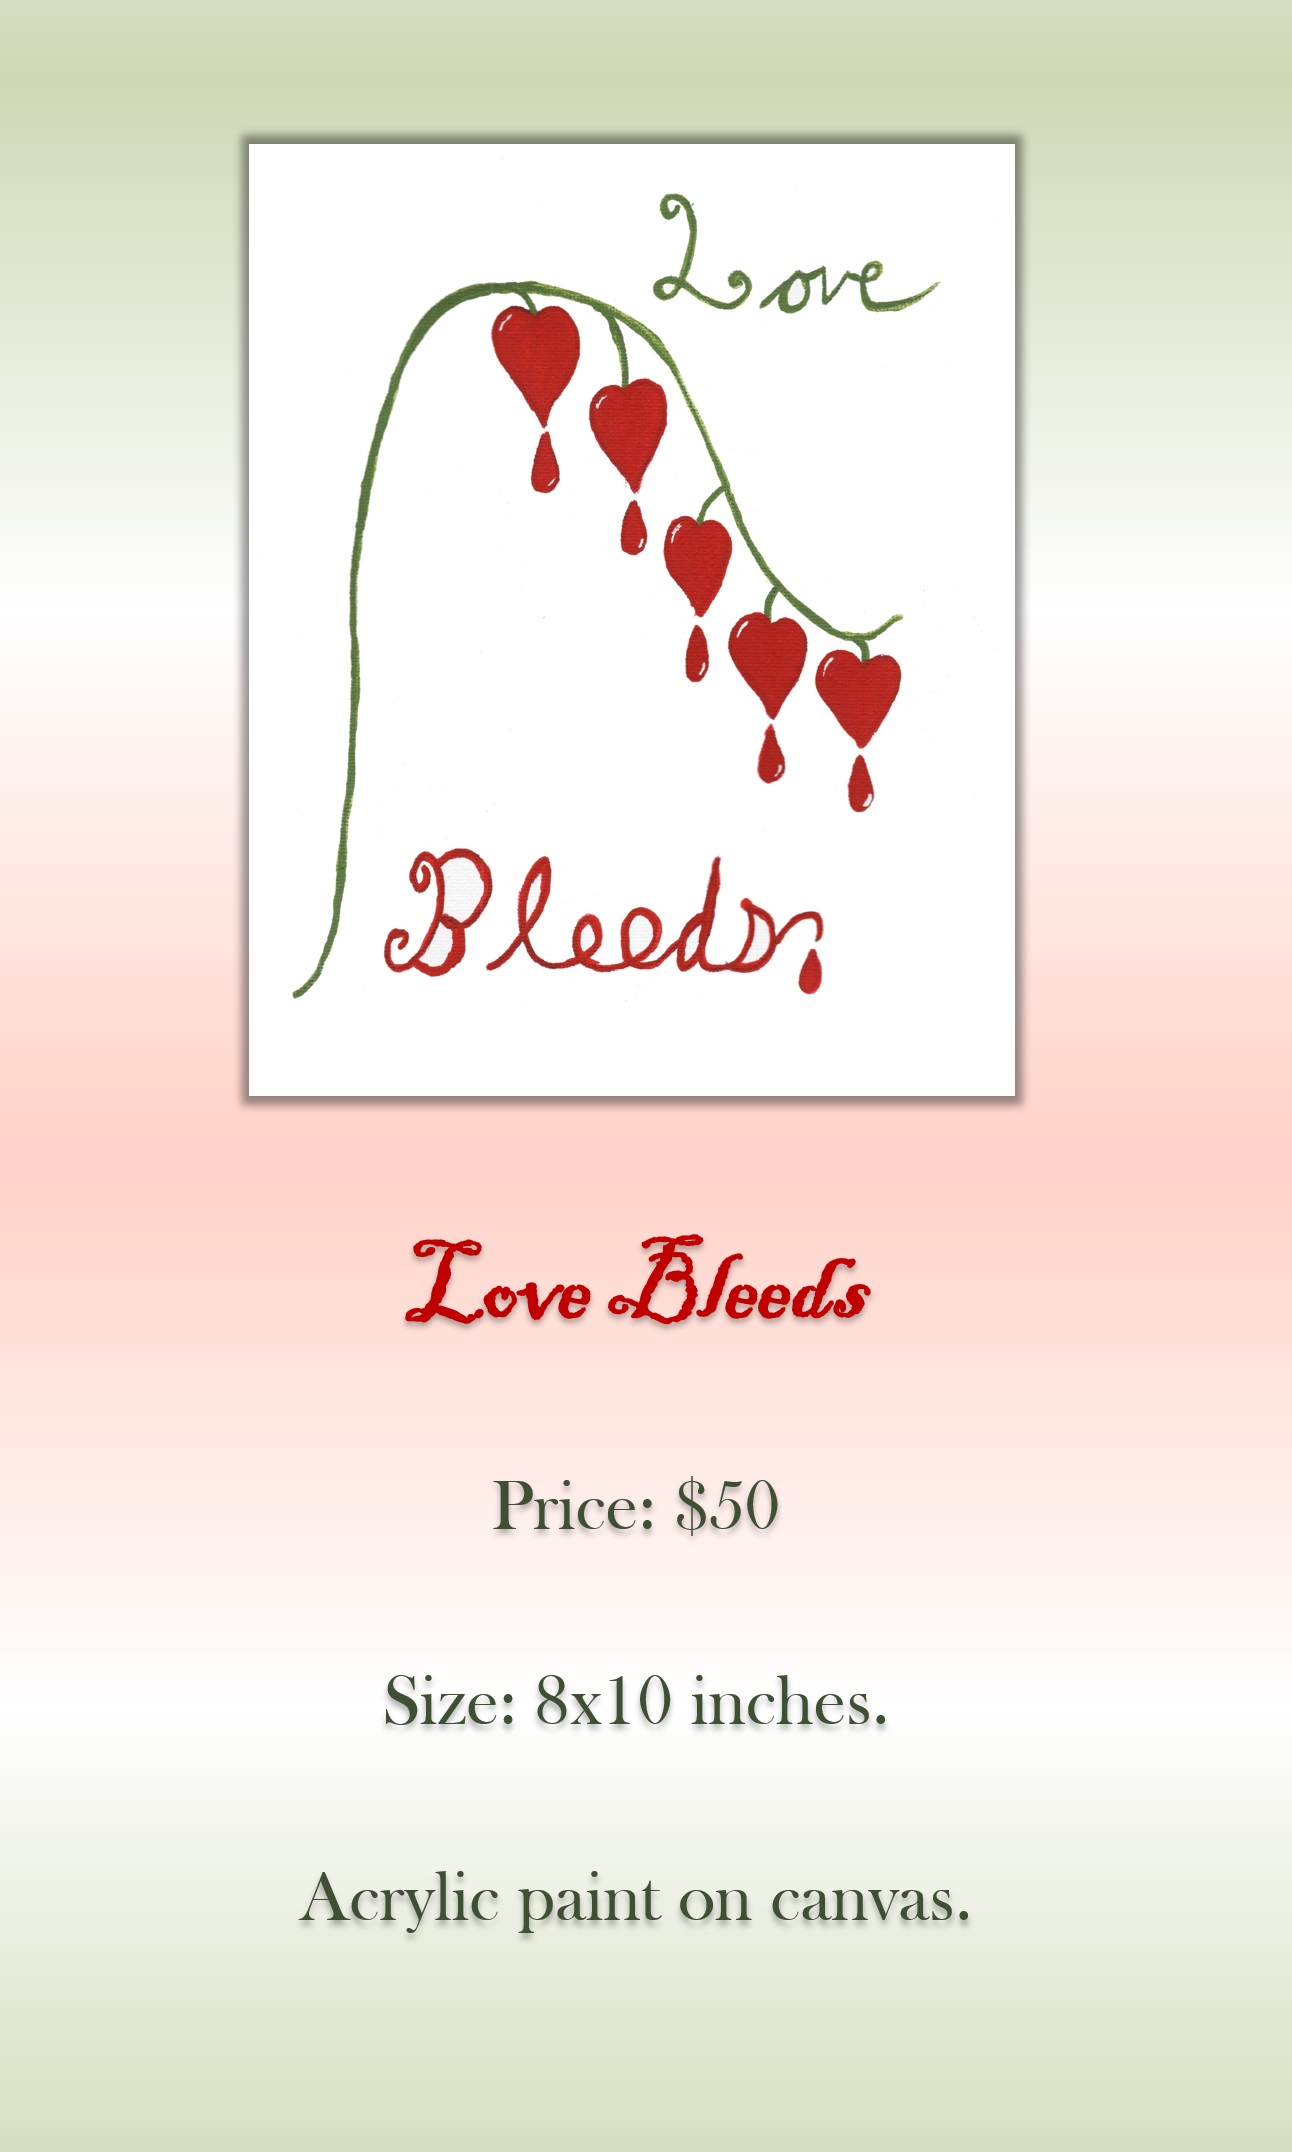 Love
Bleeds
Love Bleeds
Price: $50
Size: 8x10 inches.
Acrylic paint on canvas.